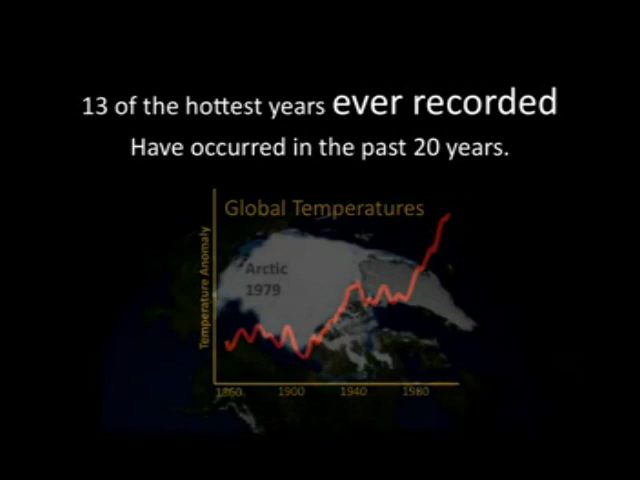 13 of the hottest years ever recorded
Have occurred in the past 20 years.
Global Temperatures
Temperature Anomaly
Arctic
1979
1860 1900 1940 1980